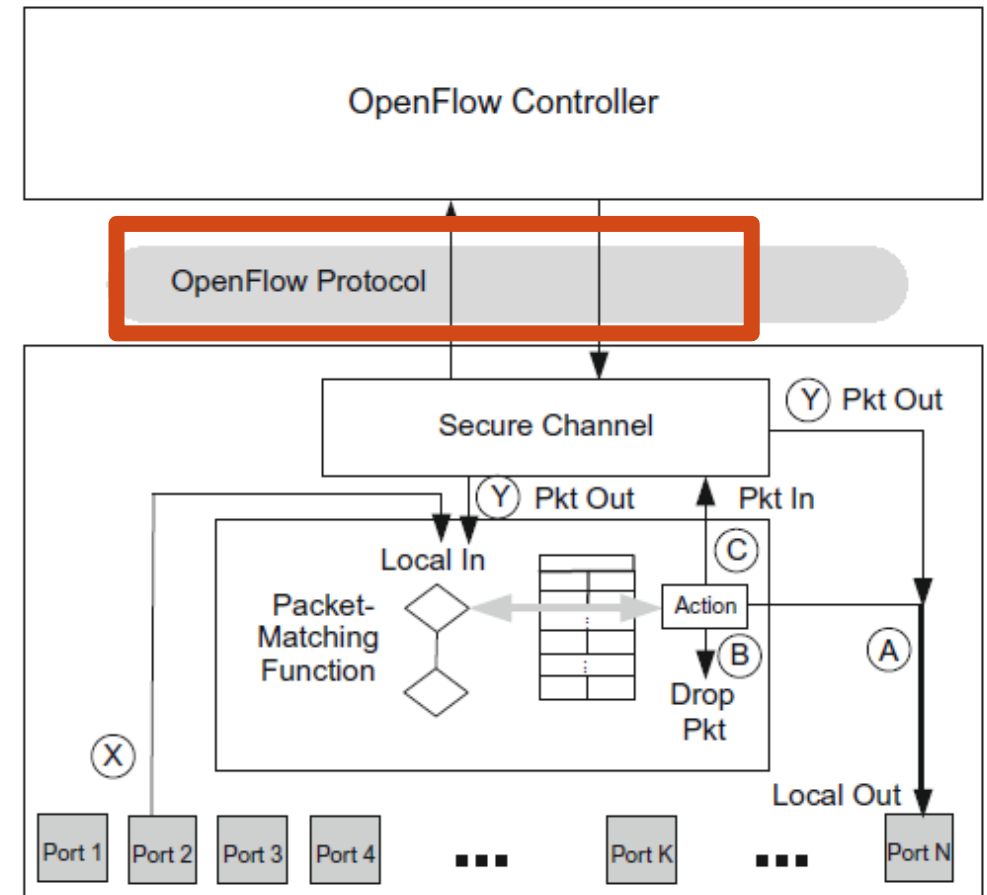 OpenFlow Controller
OpenFlow Protocol
Secure Channel
Y Pkt Out
Y Pkt Out
Pkt In
Local In
C
Packet-
Matching
Function
Action
B
A
Drop
Pkt
X
Local Out
Port 1
Port 2
Port 3
Port 4
...
Port K
...
Port N